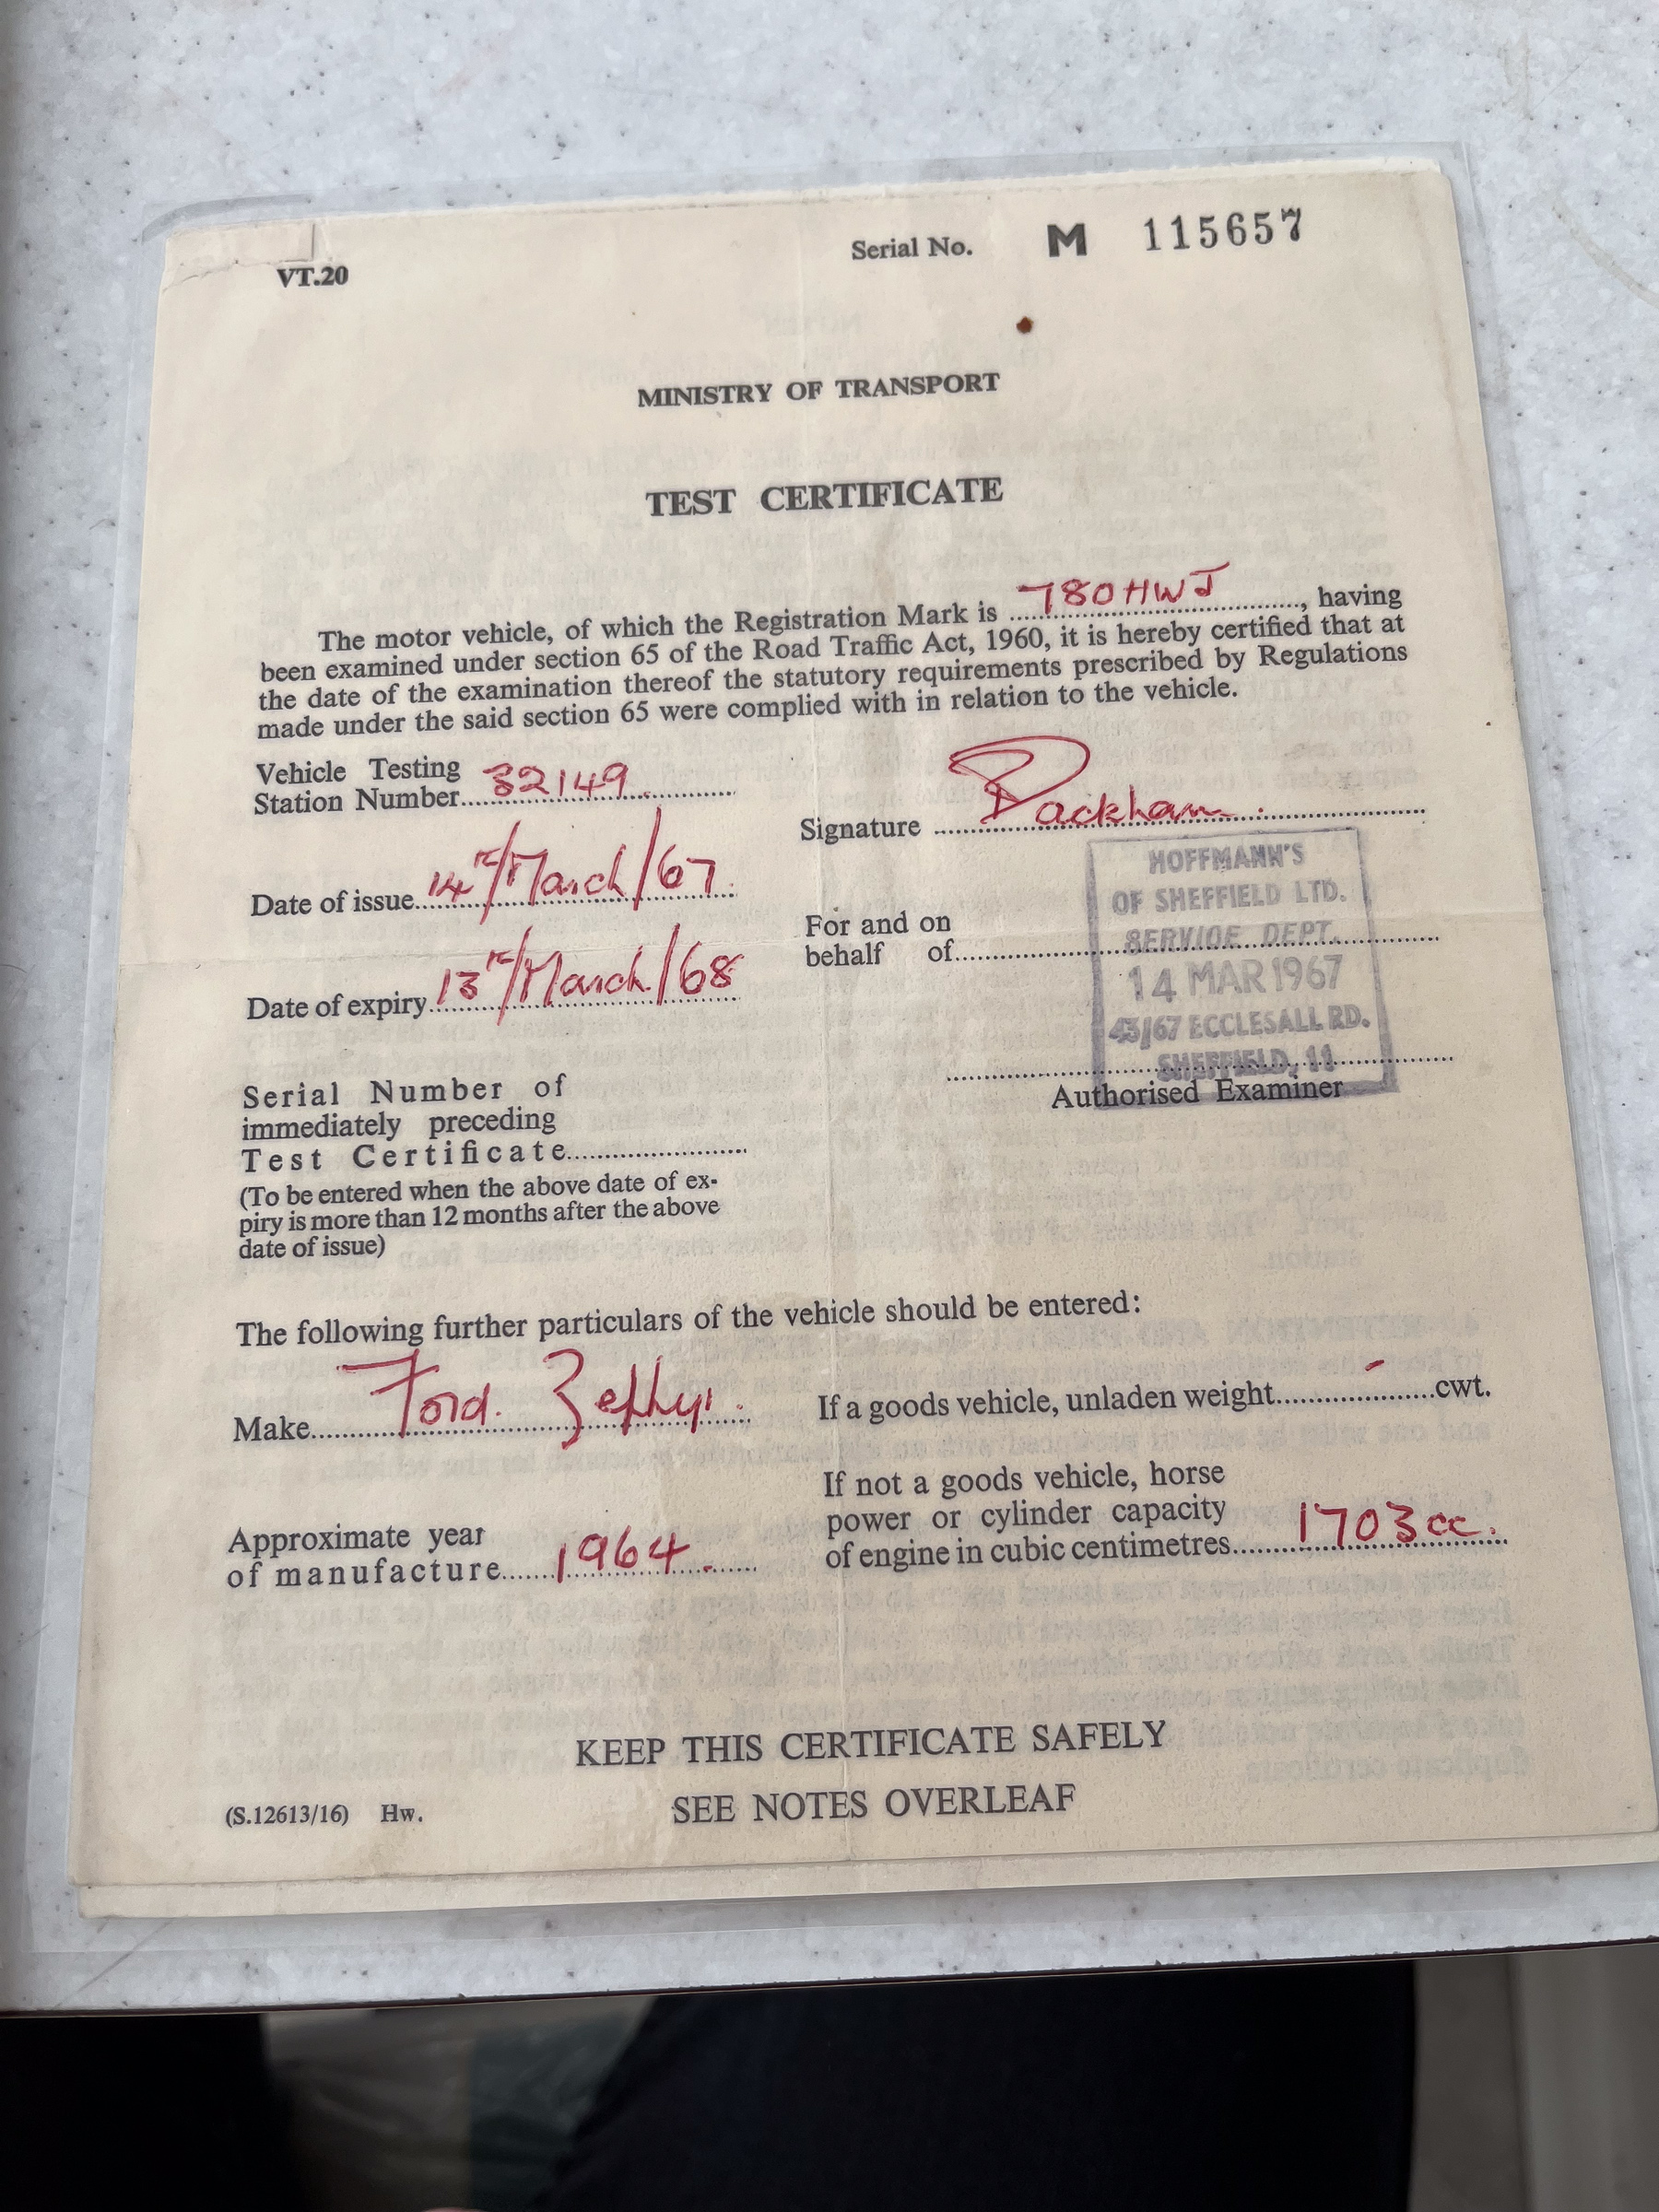 VT.20
Serial No. M 115657
MINISTRY OF TRANSPORT
TEST CERTIFICATE
The motor vehicle, of which the Registration Mark is 780HWJ, having
been examined under section 65 of the Road Traffic Act, 1960, it is hereby certified that at
the date of the examination thereof the statutory requirements prescribed by Regulations
made under the said section 65 were complied with in relation to the vehicle.
Vehicle Testing
Station Number 32149.
Signature Packham
Date of issue 14th/March/67.
Date of expiry 13th/March/68
For and on
behalf of
HOFFMANN'S
OF SHEFFIELD LTD.
SERVICE DEPT.
14 MAR 1967
43/67 ECCLESALL RD.
SHEFFIELD, 11
Authorised Examiner
Serial Number of
immediately preceding
Test Certificate
(To be entered when the above date of ex-
piry is more than 12 months after the above
date of issue)
The following further particulars of the vehicle should be entered:
Make Ford. Zephyr.
If a goods vehicle, unladen weight - cwt.
Approximate year
of manufacture 1964.
If not a goods vehicle, horse
power or cylinder capacity
of engine in cubic centimetres 1703cc.
KEEP THIS CERTIFICATE SAFELY
SEE NOTES OVERLEAF
(S.12613/16) Hw.